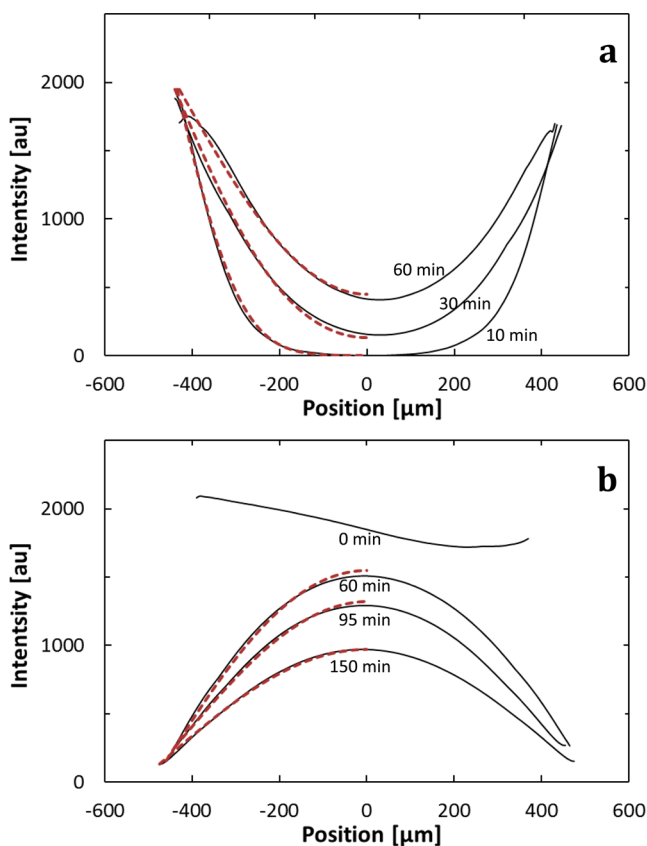 a
2000
1000
0
Intentsity [au]
60 min
30 min
10 min
-600 -400 -200 0 200 400 600
Position [µm]
b
2000
1000
0
Intentsity [au]
0 min
60 min
95 min
150 min
-600 -400 -200 0 200 400 600
Position [µm]